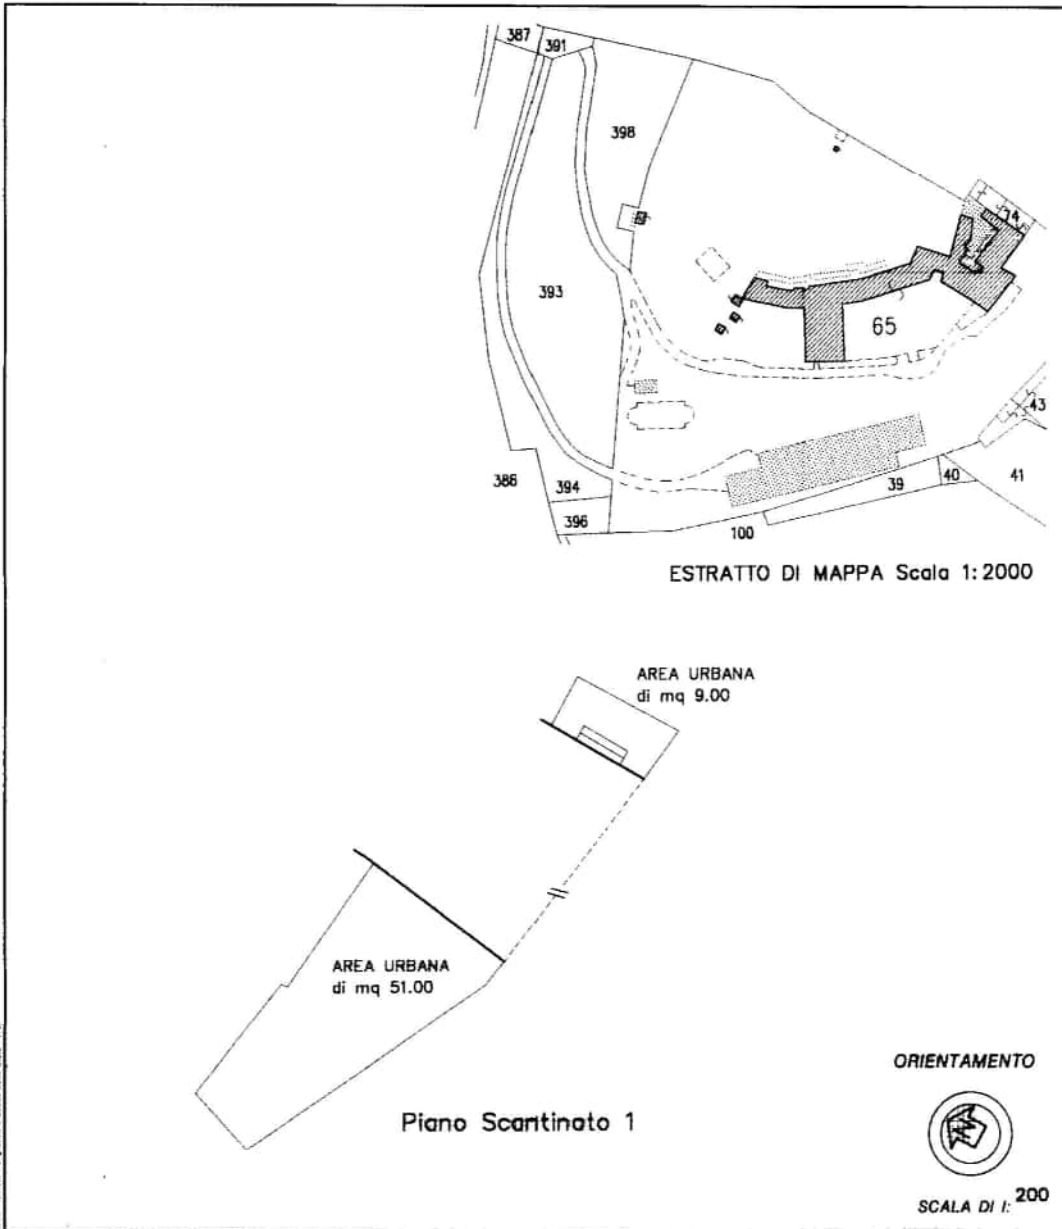 387
391
398
74
393
65
43
386
394
39
40
41
396
100
ESTRATTO DI MAPPA Scala 1:2000
AREA URBANA
di mq 9.00
AREA URBANA
di mq 51.00
Piano Scantinato 1
ORIENTAMENTO
SCALA DI I: 200